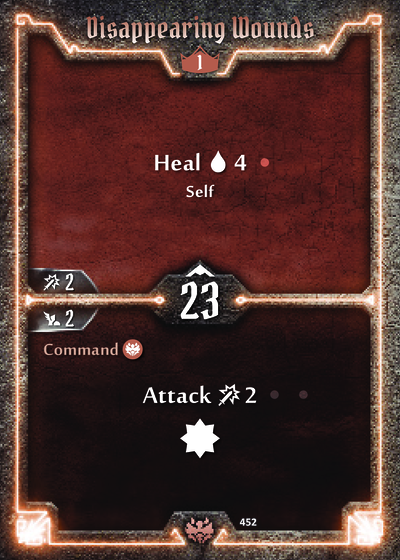 Disappearing Wounds
1
Heal 4
Self
2
23
2
Command
Attack 2
452